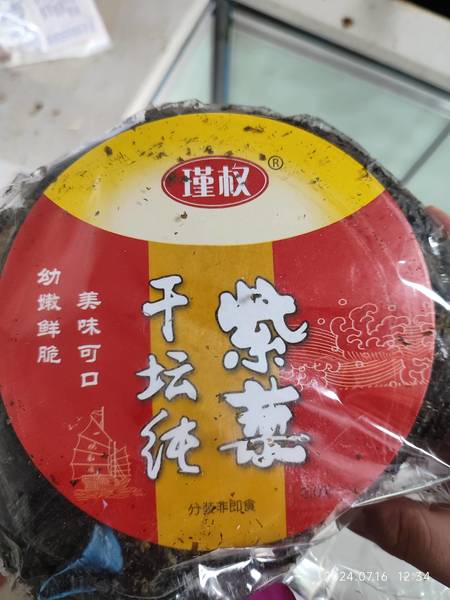 瑾权®
紫菜
干坛纯
美味可口
幼嫩鲜脆
分装非即食
2024.07.16 12:34